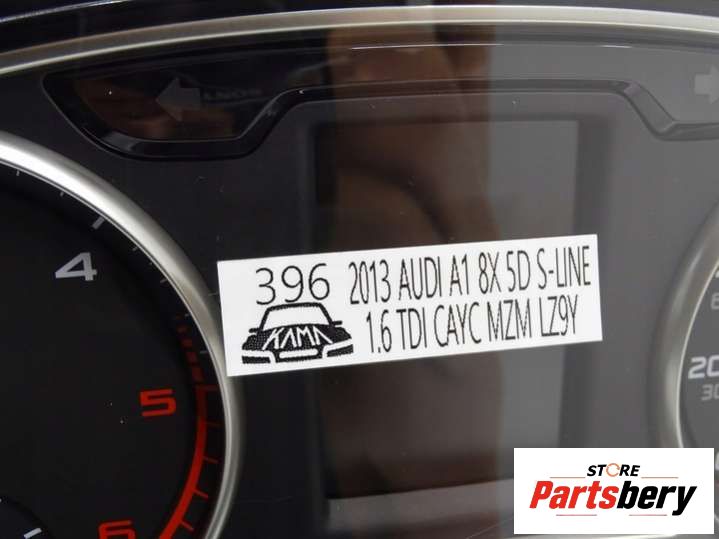 4
5
6
396
KAMA
2013 AUDI A1 8X 5D S-LINE
1.6 TDI CAYC MZM LZ9Y
20
30
STORE
Partsbery